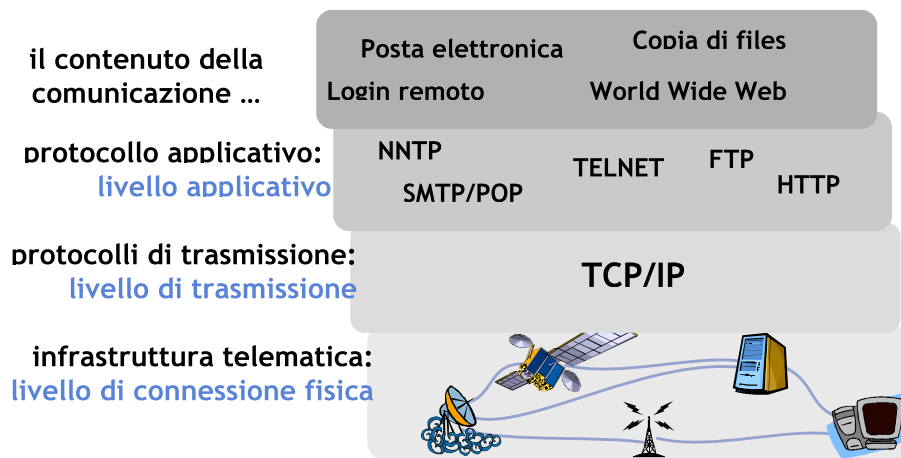 il contenuto della
comunicazione …
Posta elettronica
Copia di files
Login remoto
World Wide Web
protocollo applicativo:
livello applicativo
NNTP
SMTP/POP
TELNET
FTP
HTTP
protocolli di trasmissione:
livello di trasmissione
TCP/IP
infrastruttura telematica:
livello di connessione fisica